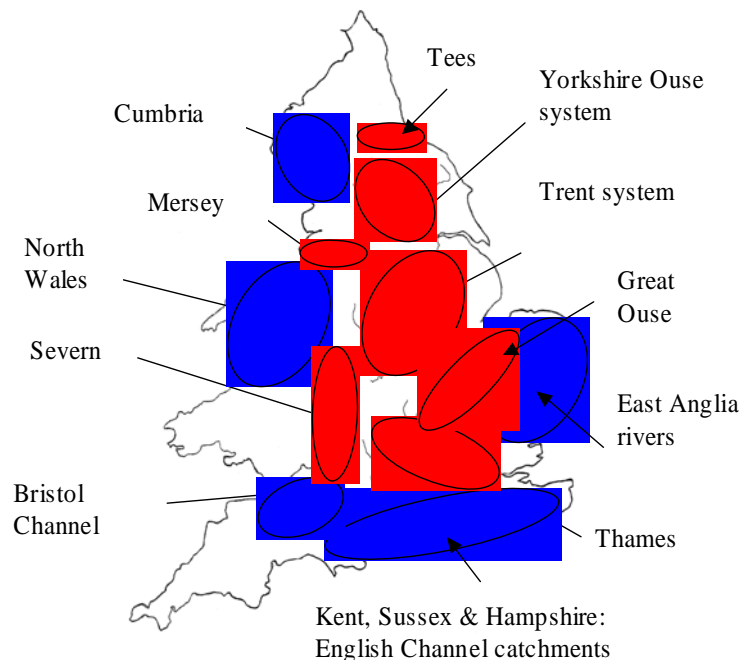 Tees
Yorkshire Ouse
system
Cumbria
Trent system
Mersey
North
Wales
Great
Ouse
Severn
East Anglia
rivers
Bristol
Channel
Thames
Kent, Sussex & Hampshire:
English Channel catchments